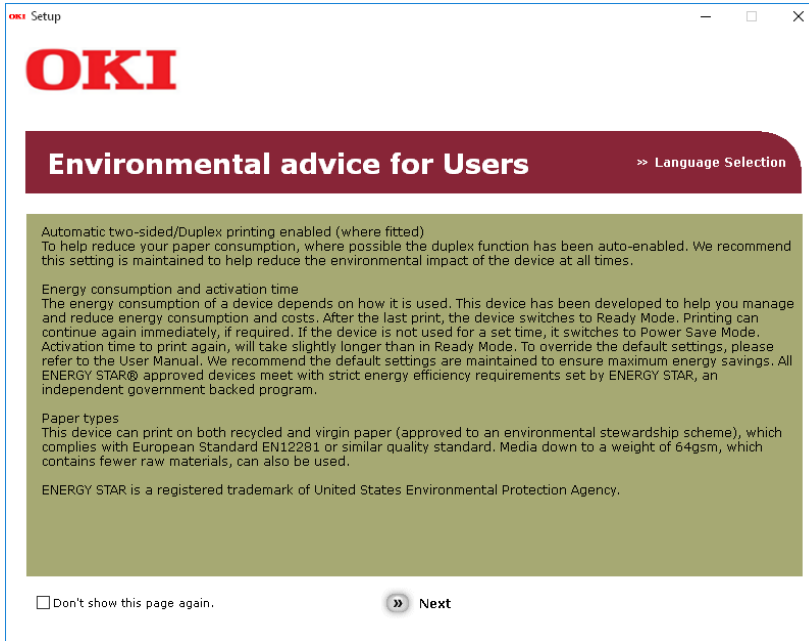 OKI Setup
OKI
Environmental advice for Users
» Language Selection
Automatic two-sided/Duplex printing enabled (where fitted)
To help reduce your paper consumption, where possible the duplex function has been auto-enabled. We recommend
this setting is maintained to help reduce the environmental impact of the device at all times.
Energy consumption and activation time
The energy consumption of a device depends on how it is used. This device has been developed to help you manage
and reduce energy consumption and costs. After the last print, the device switches to Ready Mode. Printing can
continue again immediately, if required. If the device is not used for a set time, it switches to Power Save Mode.
Activation time to print again, will take slightly longer than in Ready Mode. To override the default settings, please
refer to the User Manual. We recommend the default settings are maintained to ensure maximum energy savings. All
ENERGY STAR® approved devices meet with strict energy efficiency requirements set by ENERGY STAR, an
independent government backed program.
Paper types
This device can print on both recycled and virgin paper (approved to an environmental stewardship scheme), which
complies with European Standard EN12281 or similar quality standard. Media down to a weight of 64gsm, which
contains fewer raw materials, can also be used.
ENERGY STAR is a registered trademark of United States Environmental Protection Agency.
Don't show this page again.
» Next